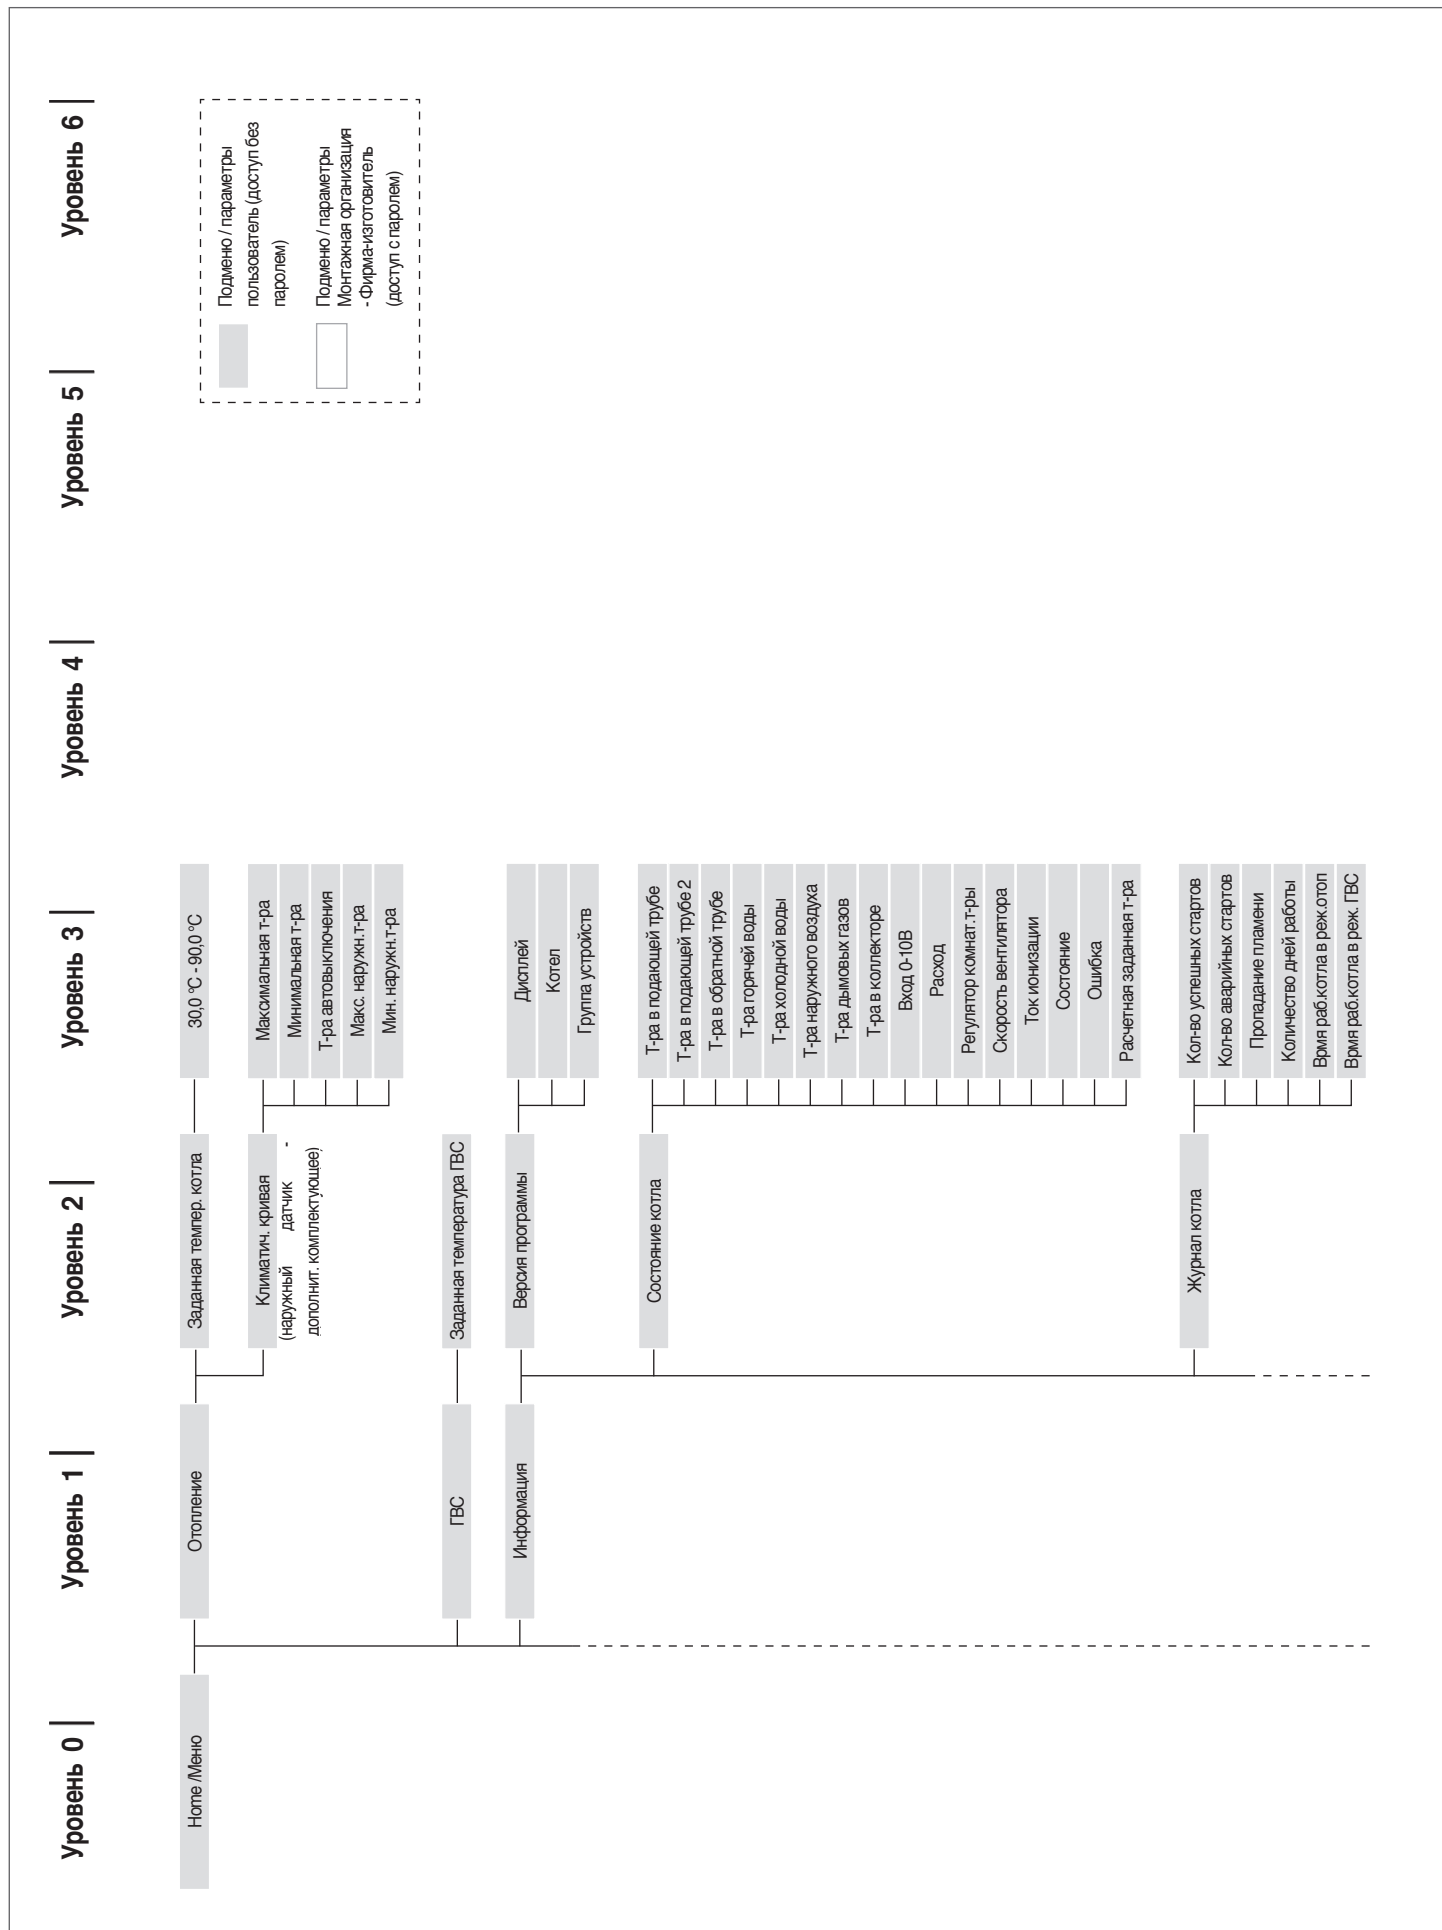 Уровень 0
Уровень 1
Уровень 2
Уровень 3
Уровень 4
Уровень 5
Уровень 6
Home /Меню
Отопление
Заданная темпер. котла
30,0 °C - 90,0 °C
Климатич. кривая
(наружный датчик -
дополнит. комплектующее)
Максимальная т-ра
Минимальная т-ра
Т-ра автовыключения
Макс. наружн.т-ра
Мин. наружн.т-ра
ГВС
Заданная температура ГВС
Информация
Версия программы
Дисплей
Котел
Группа устройств
Состояние котла
Т-ра в подающей трубе
Т-ра в подающей трубе 2
Т-ра в обратной трубе
Т-ра горячей воды
Т-ра холодной воды
Т-ра наружного воздуха
Т-ра дымовых газов
Т-ра в коллекторе
Вход 0-10В
Расход
Регулятор комнат.т-ры
Скорость вентилятора
Ток ионизации
Состояние
Ошибка
Расчетная заданная т-ра
Журнал котла
Кол-во успешных стартов
Кол-во аварийных стартов
Пропадание пламени
Количество дней работы
Врмя раб.котла в реж.отоп
Врмя раб.котла в реж. ГВС
Подменю / параметры
пользователь (доступ без
паролем)
Подменю / параметры
Монтажная организация
- Фирма-изготовитель
(доступ с паролем)